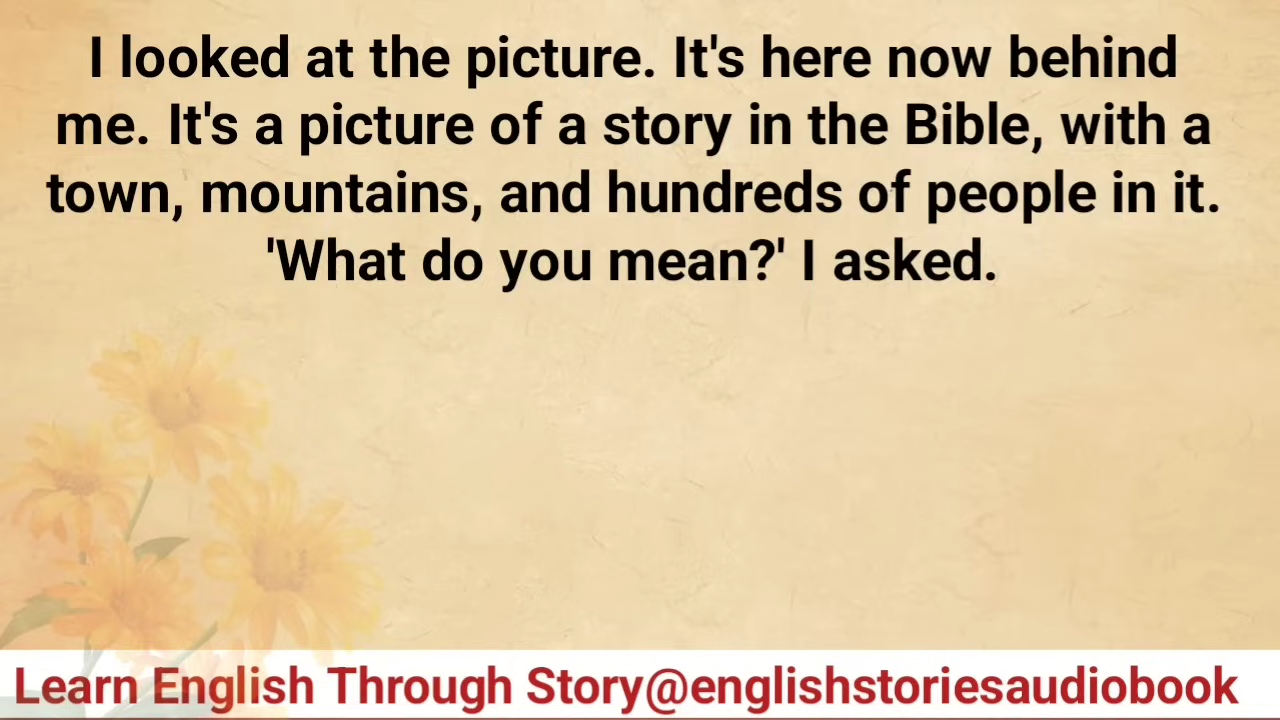 I looked at the picture. It's here now behind
me. It's a picture of a story in the Bible, with a
town, mountains, and hundreds of people in it.
'What do you mean?' I asked.
Learn English Through Story@englishstoriesaudiobook